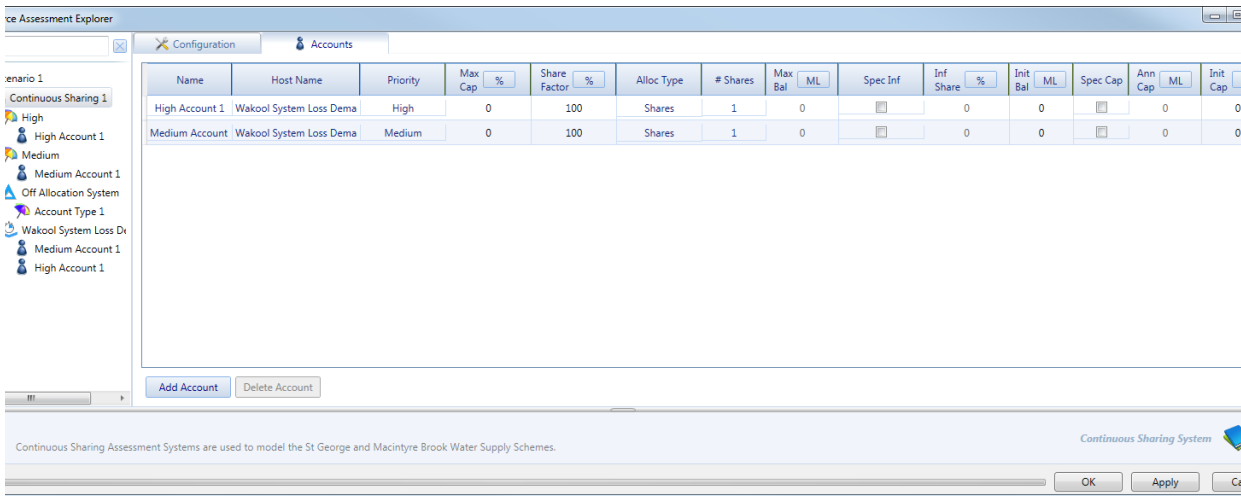 rce Assessment Explorer
Configuration
Accounts
cenario 1
Continuous Sharing 1
High
High Account 1
Medium
Medium Account 1
Off Allocation System
Account Type 1
Wakool System Loss De
Medium Account 1
High Account 1
Name Host Name Priority Max Cap % Share Factor % Alloc Type # Shares Max Bal ML Spec Inf Inf Share % Init Bal ML Spec Cap Ann Cap ML Init Cap
High Account 1 Wakool System Loss Dema High 0 100 Shares 1 0 0 0 0 0
Medium Account Wakool System Loss Dema Medium 0 100 Shares 1 0 0 0 0 0
Add Account Delete Account
Continuous Sharing System
Continuous Sharing Assessment Systems are used to model the St George and Macintyre Brook Water Supply Schemes.
OK Apply Ca